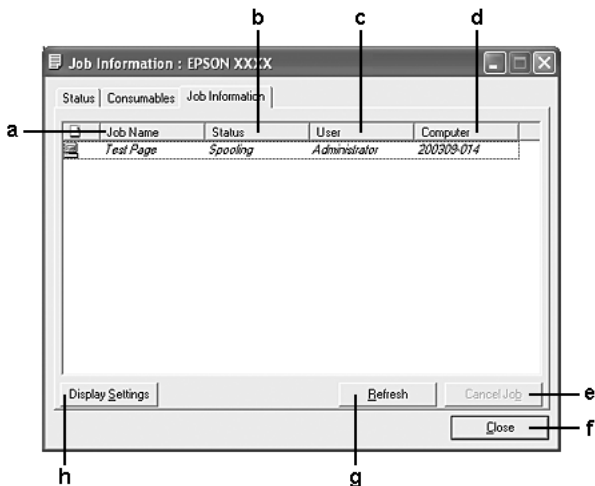 b c d
Job Information : EPSON XXXX
Status Consumables Job Information
a Job Name Status User Computer
Test Page Spooling Administrator 200309-014
Display Settings Refresh Cancel Job e
Close f
h g